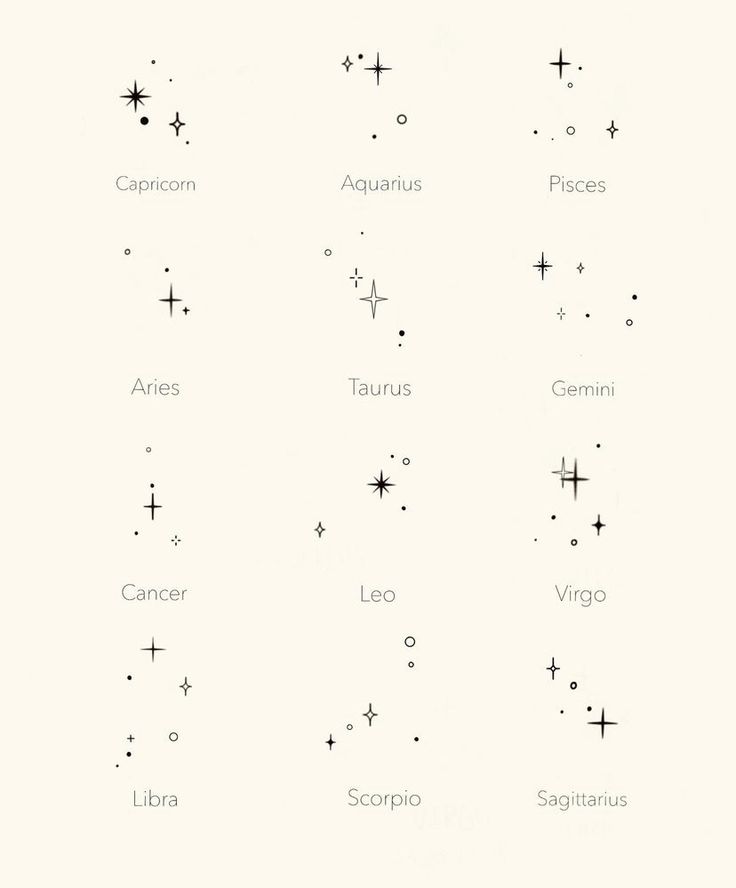 Capricorn
Aquarius
Pisces
Aries
Taurus
Gemini
Cancer
Leo
Virgo
Libra
Scorpio
Sagittarius